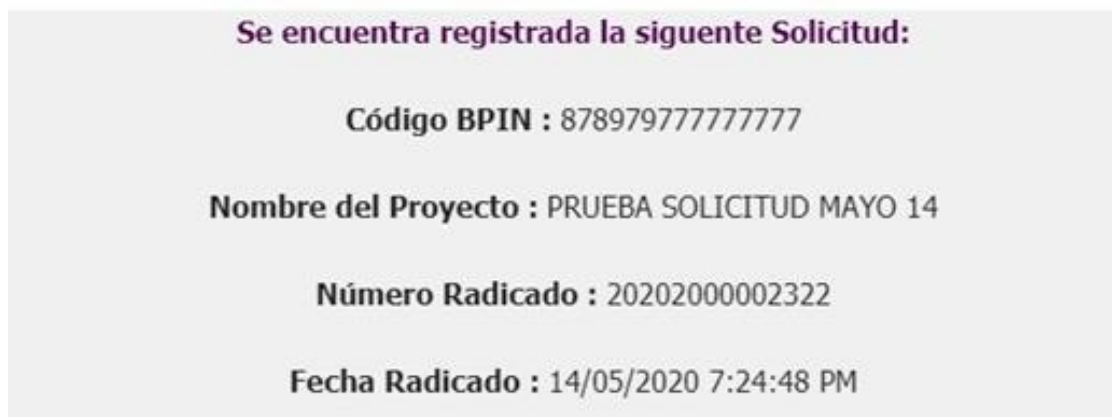 Se encuentra registrada la siguente Solicitud:
Código BPIN : 878979777777777
Nombre del Proyecto : PRUEBA SOLICITUD MAYO 14
Número Radicado : 20202000002322
Fecha Radicado : 14/05/2020 7:24:48 PM